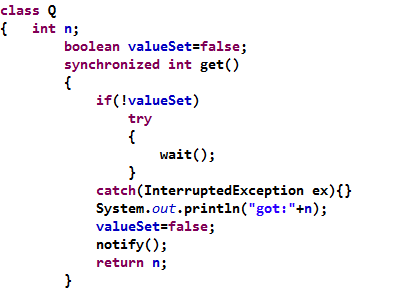 class Q
{   int n;
        boolean valueSet=false;
        synchronized int get()
        {
            if(!valueSet)
                try
                {
                    wait();
                }
            catch(InterruptedException ex){}
            System.out.println("got:"+n);
            valueSet=false;
            notify();
            return n;
        }